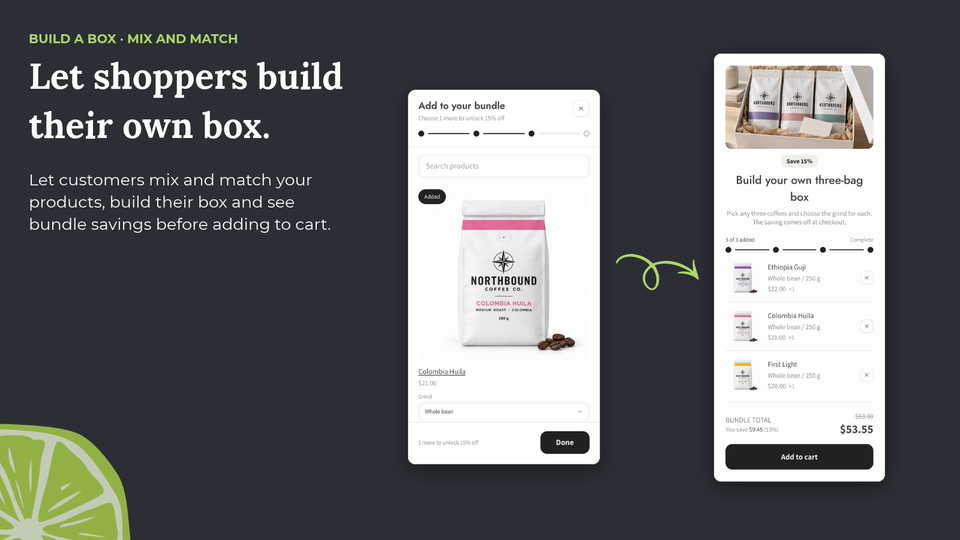 BUILD A BOX · MIX AND MATCH
Let shoppers build
their own box.
Let customers mix and match your
products, build their box and see
bundle savings before adding to cart.
Add to your bundle
Choose 1 more to unlock 15% off
Search products
Added
NORTHBOUND
COFFEE CO.
COLOMBIA HUILA
MEDIUM ROAST · COLOMBIA
250 g
Colombia Huila
$21.00
Grind
Whole bean
1 more to unlock 15% off
Done
NORTHBOUND
NORTHBOUND
NORTHBOUND
Save 15%
Build your own three-bag
box
Pick any three coffees and choose the grind for each.
The saving comes off at checkout.
3 of 3 added
Complete
Ethiopia Guji
Whole bean / 250 g
$22.00 ×1
Colombia Huila
Whole bean / 250 g
$21.00 ×1
First Light
Whole bean / 250 g
$20.00 ×1
BUNDLE TOTAL
$63.00
You save $9.45 (15%)
$53.55
Add to cart